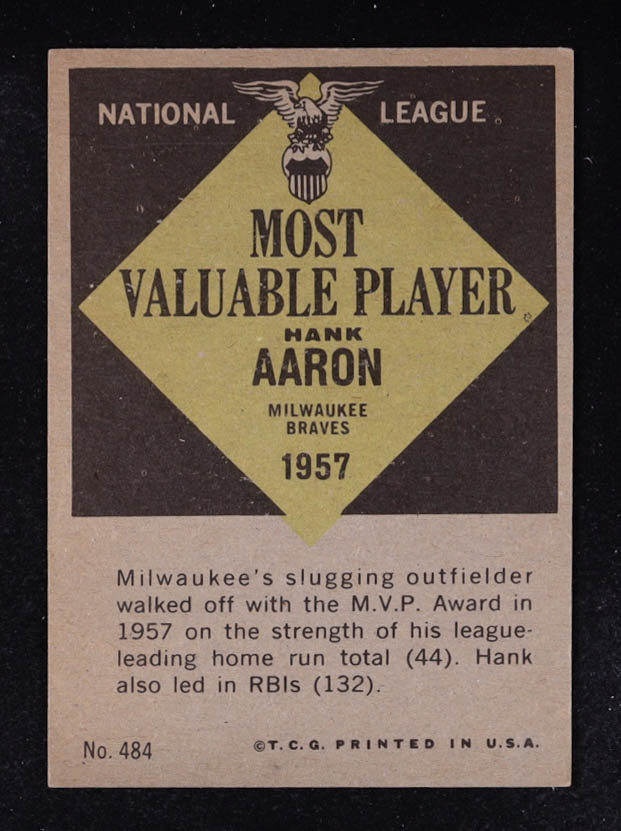 NATIONAL LEAGUE
MOST
VALUABLE PLAYER
HANK
AARON
MILWAUKEE
BRAVES
1957
Milwaukee's slugging outfielder
walked off with the M.V.P. Award in
1957 on the strength of his league-
leading home run total (44). Hank
also led in RBIs (132).
No. 484 ©T.C.G. PRINTED IN U.S.A.